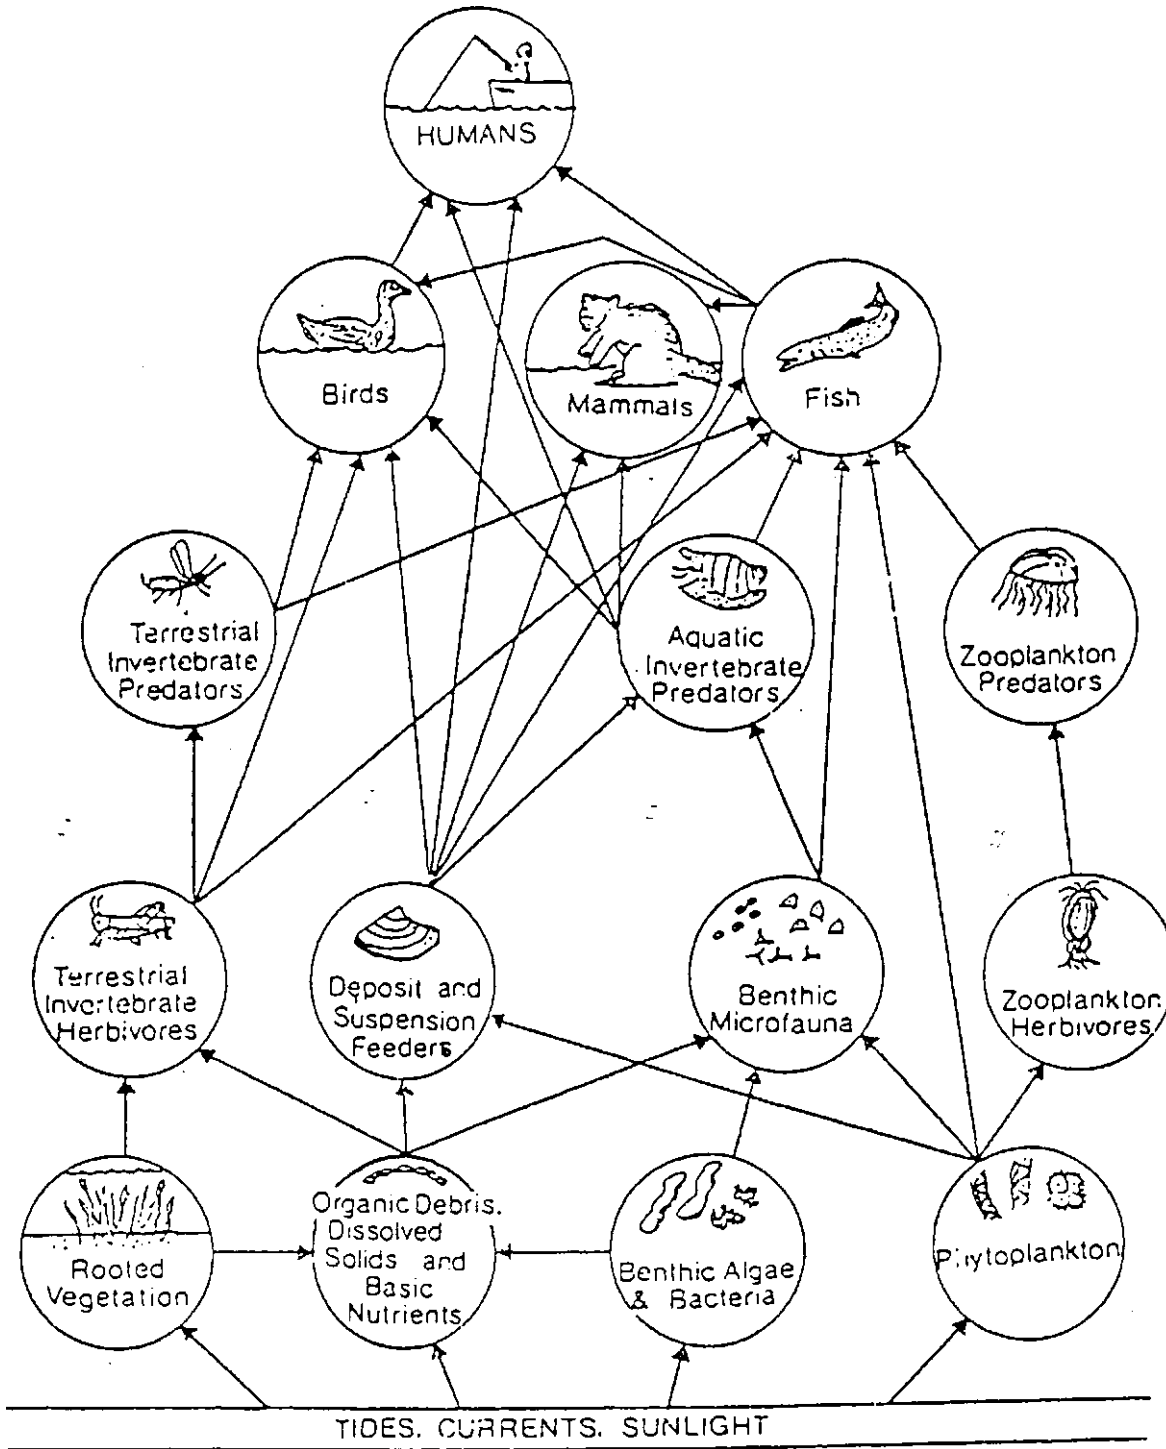 HUMANS
Birds
Mammals
Fish
Terrestrial
Invertebrate
Predators
Aquatic
Invertebrate
Predators
Zooplankton
Predators
Terrestrial
Invertebrate
Herbivores
Deposit and
Suspension
Feeders
Benthic
Microfauna
Zooplankton
Herbivores
Rooted
Vegetation
Organic Debris.
Dissolved
Solids and
Basic
Nutrients
Benthic Algae
& Bacteria
Phytoplankton
TIDES. CURRENTS. SUNLIGHT